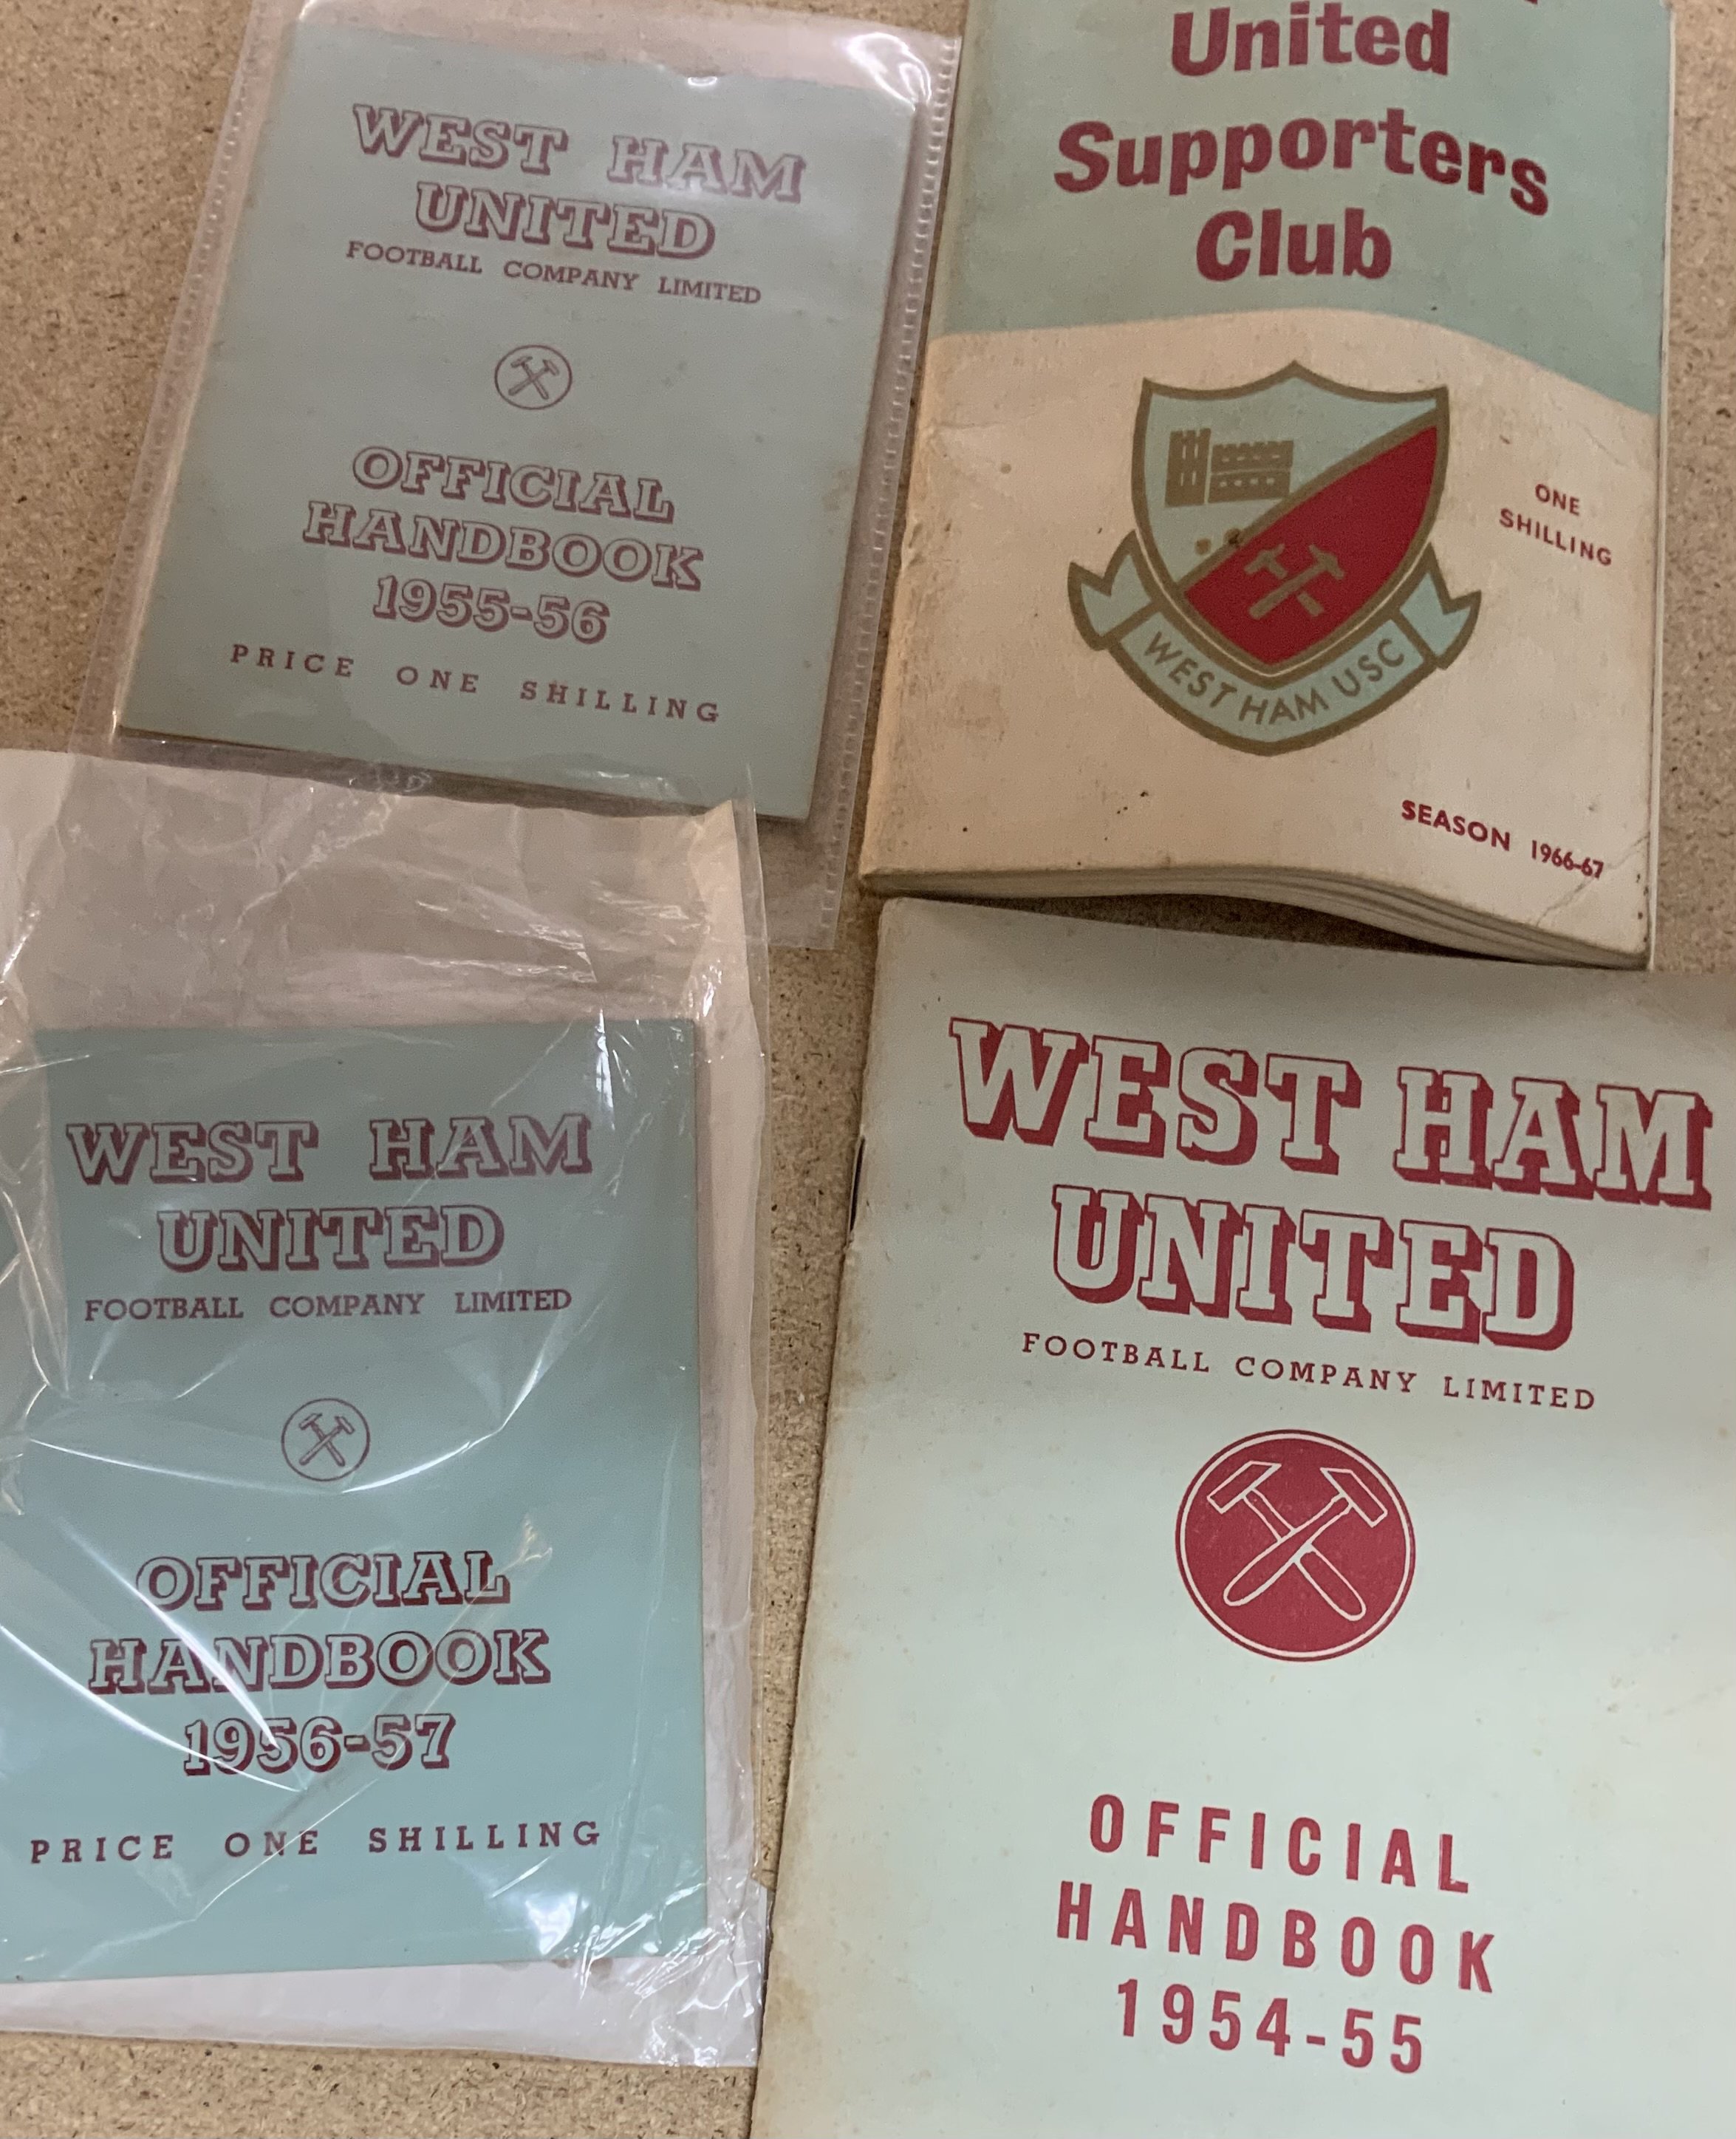 WEST HAM
UNITED
FOOTBALL COMPANY LIMITED
OFFICIAL
HANDBOOK
1955-56
PRICE ONE SHILLING
United
Supporters
Club
ONE
SHILLING
WEST HAM USC
SEASON 1966-67
WEST HAM
UNITED
FOOTBALL COMPANY LIMITED
OFFICIAL
HANDBOOK
1956-57
PRICE ONE SHILLING
WEST HAM
UNITED
FOOTBALL COMPANY LIMITED
OFFICIAL
HANDBOOK
1954-55